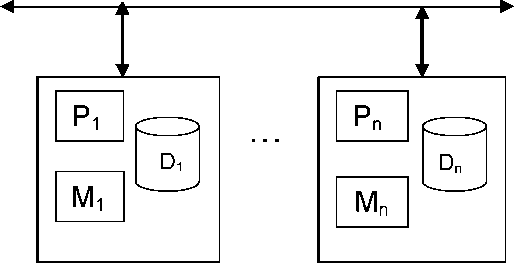 P₁
D₁
M₁
...
Pₙ
Dₙ
Mₙ